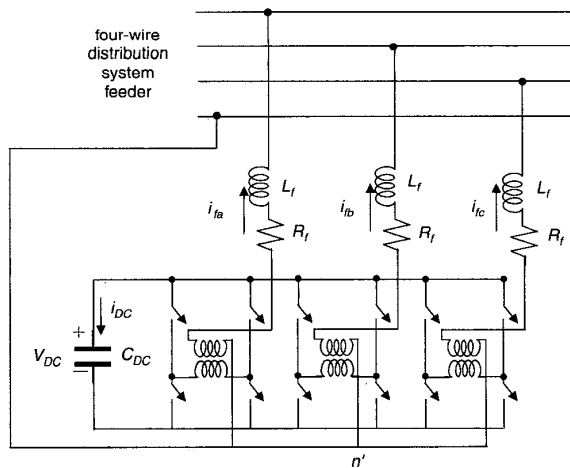 four-wire
distribution
system
feeder
L_f
L_f
L_f
i_fa
i_fb
i_fc
R_f
R_f
R_f
i_DC
+
V_DC
C_DC
−
n'